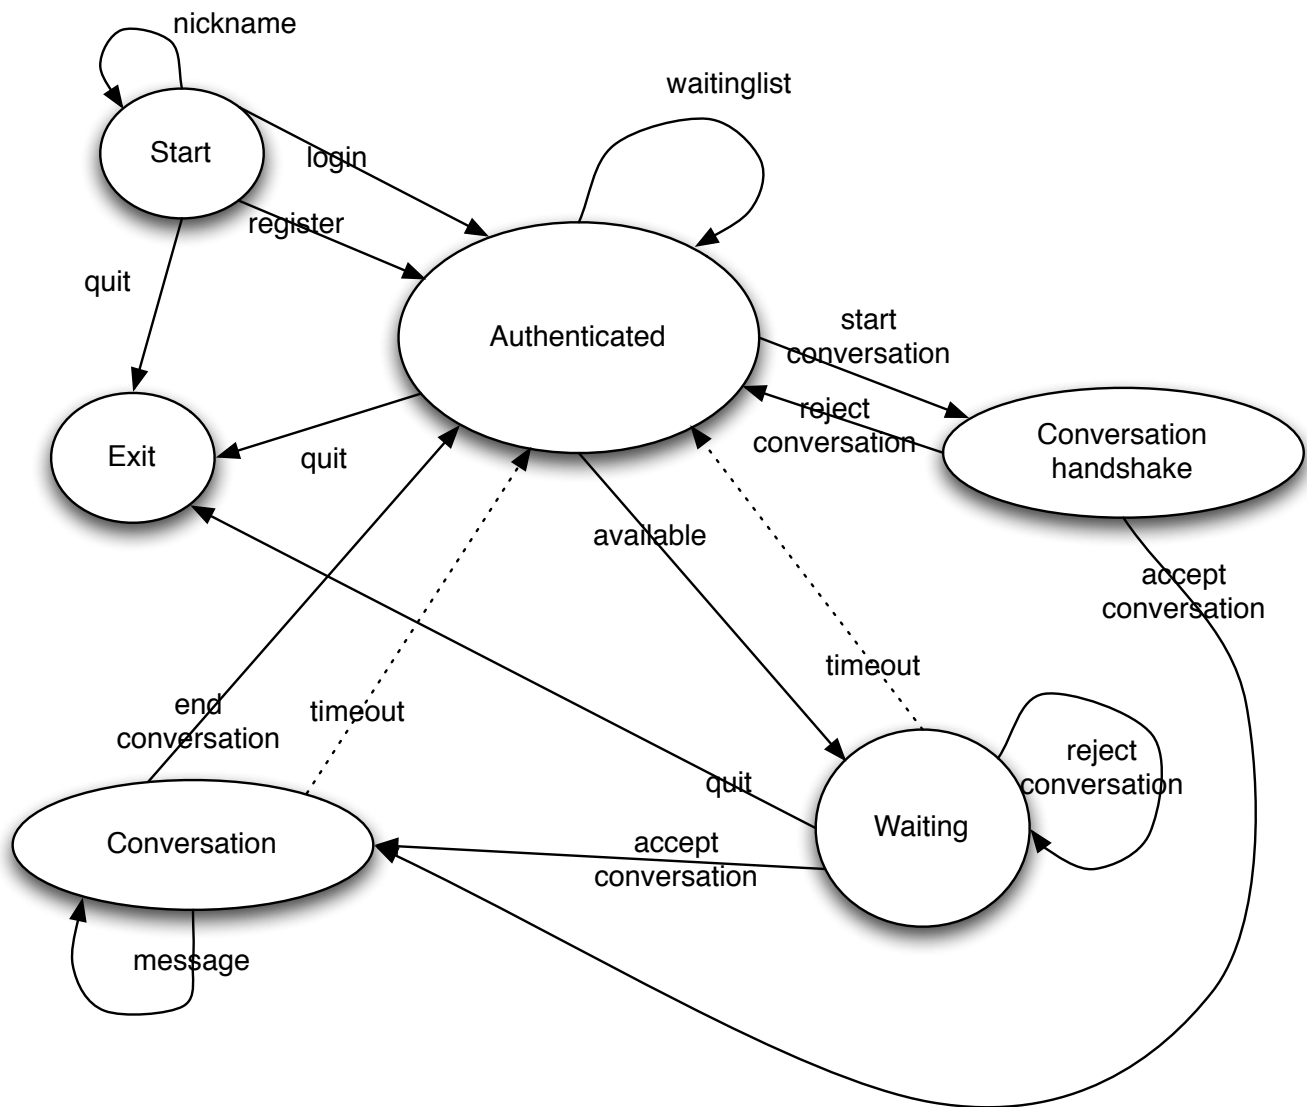 nickname
waitinglist
Start
login
register
quit
Authenticated
start
conversation
reject
conversation
Conversation
handshake
Exit
quit
available
accept
conversation
timeout
end
conversation
timeout
reject
conversation
quit
Waiting
Conversation
accept
conversation
message